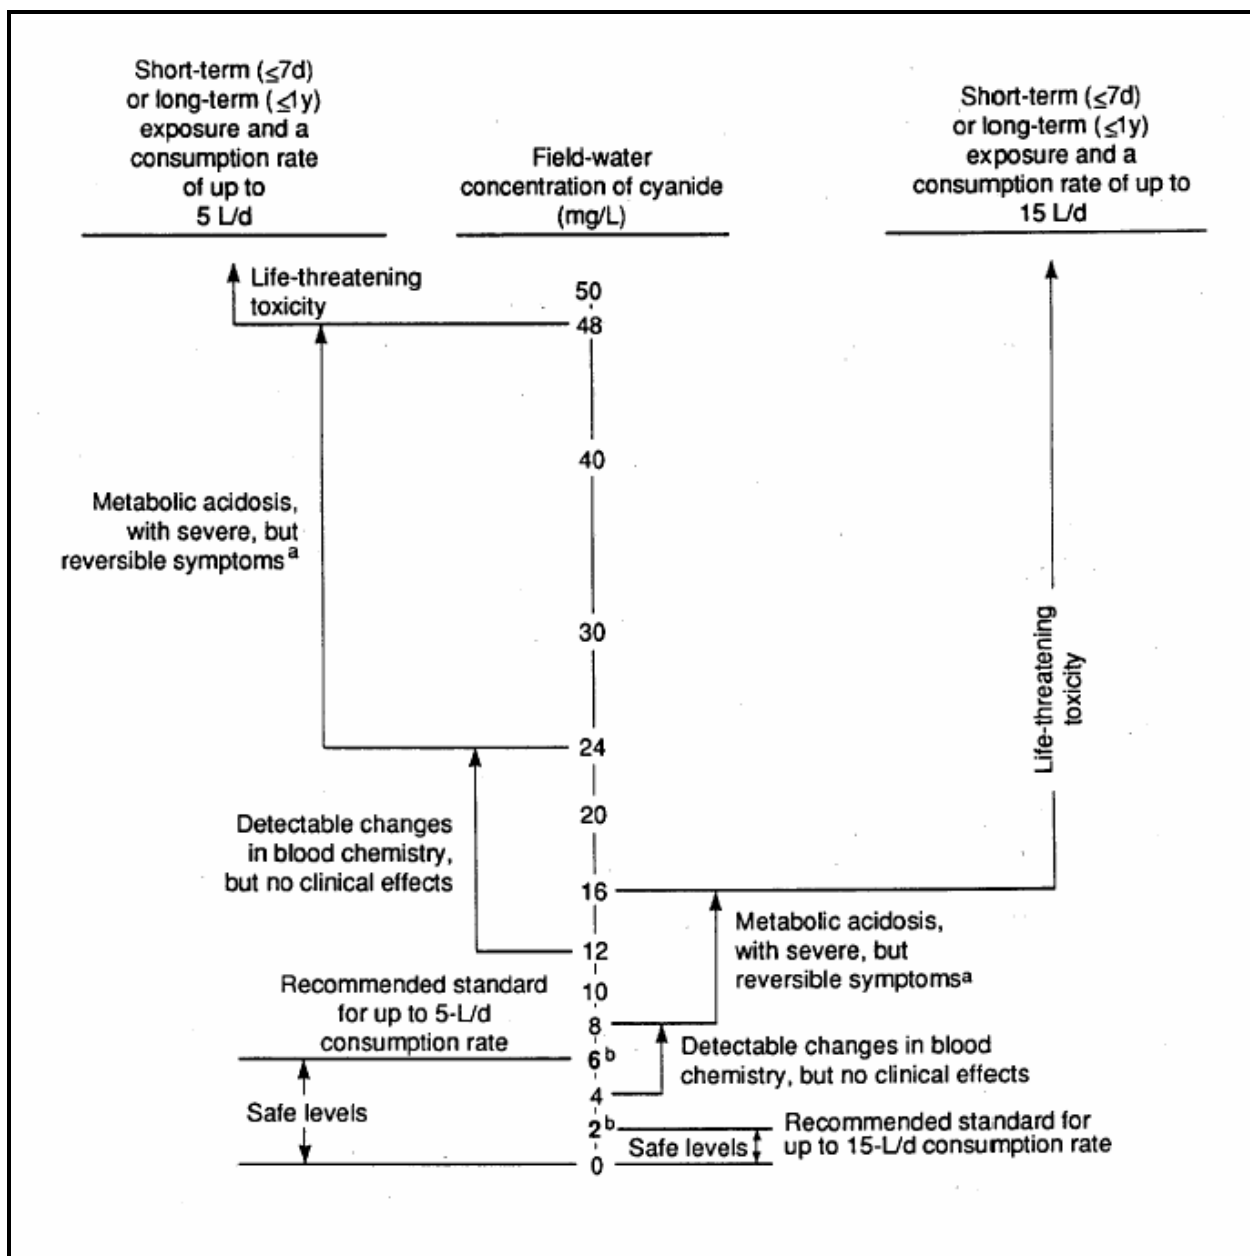 Short-term (≤7d)
or long-term (≤1y)
exposure and a
consumption rate
of up to
5 L/d
Field-water
concentration of cyanide
(mg/L)
Short-term (≤7d)
or long-term (≤1y)
exposure and a
consumption rate of up to
15 L/d
Life-threatening
toxicity
50
48
40
Metabolic acidosis,
with severe, but
reversible symptoms a
30
Life-threatening
toxicity
24
20
Detectable changes
in blood chemistry,
but no clinical effects
16
Metabolic acidosis,
with severe, but
reversible symptoms a
12
10
Recommended standard
for up to 5-L/d
consumption rate
8
6 b
Detectable changes in blood
chemistry, but no clinical effects
4
Safe levels
2 b
Recommended standard for
up to 15-L/d consumption rate
Safe levels
0